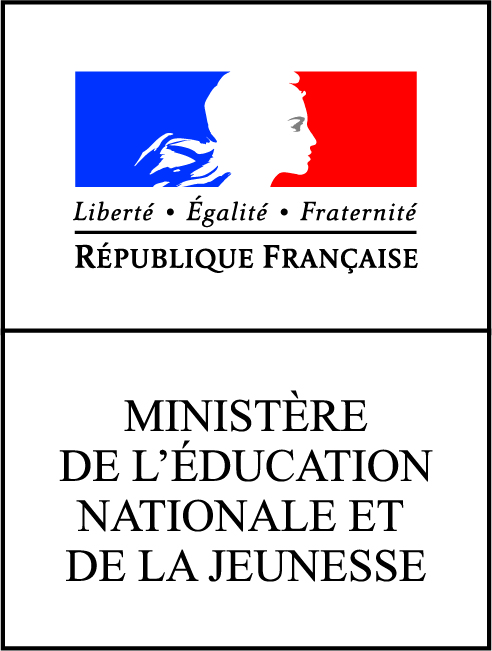 Liberté • Égalité • Fraternité
RÉPUBLIQUE FRANÇAISE
MINISTÈRE
DE L’ÉDUCATION
NATIONALE ET
DE LA JEUNESSE